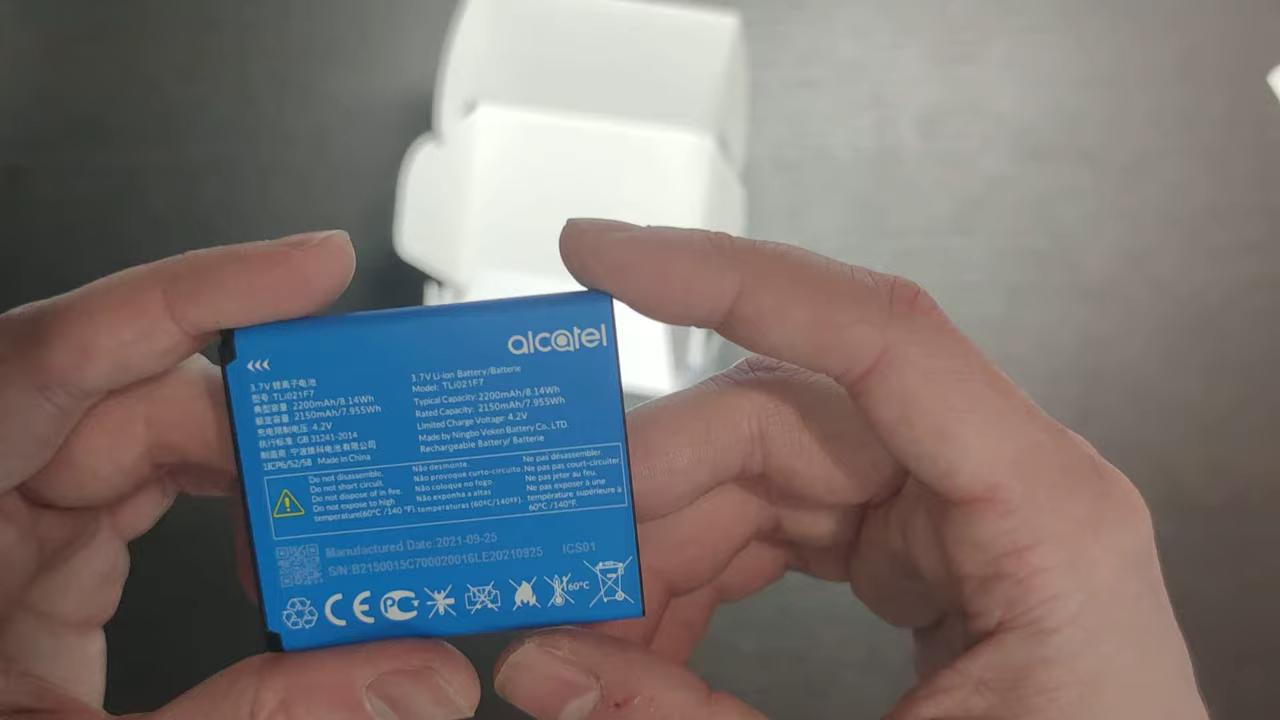 alcatel
3.7V 锂离子电池
型号: TLi021F7
典型容量: 2200mAh/8.14Wh
额定容量: 2150mAh/7.955Wh
充电限制电压: 4.2V
执行标准: GB 31241-2014
制造商: 宁波维科电池有限公司
1ICP6/52/58 Made in China
3.7V Li-ion Battery/Batterie
Model: TLi021F7
Typical Capacity: 2200mAh/8.14Wh
Rated Capacity: 2150mAh/7.955Wh
Limited Charge Voltage: 4.2V
Made by Ningbo Veken Battery Co., LTD.
Rechargeable Battery/ Batterie
Do not disassemble.
Do not short circuit.
Do not dispose of in fire.
Do not expose to high
temperature(60°C /140 °F).
Não desmonte.
Não provoque curto-circuito.
Não coloque no fogo.
Não exponha a altas
temperaturas (60ºC/140ºF).
Ne pas désassembler.
Ne pas pas court-circuiter.
Ne pas jeter au feu.
Ne pas exposer à une
température supérieure à
60°C /140°F.
Manufactured Date:2021-09-25
S/N:B2150015C700020016LE20210925 ICS01
CE
60°C